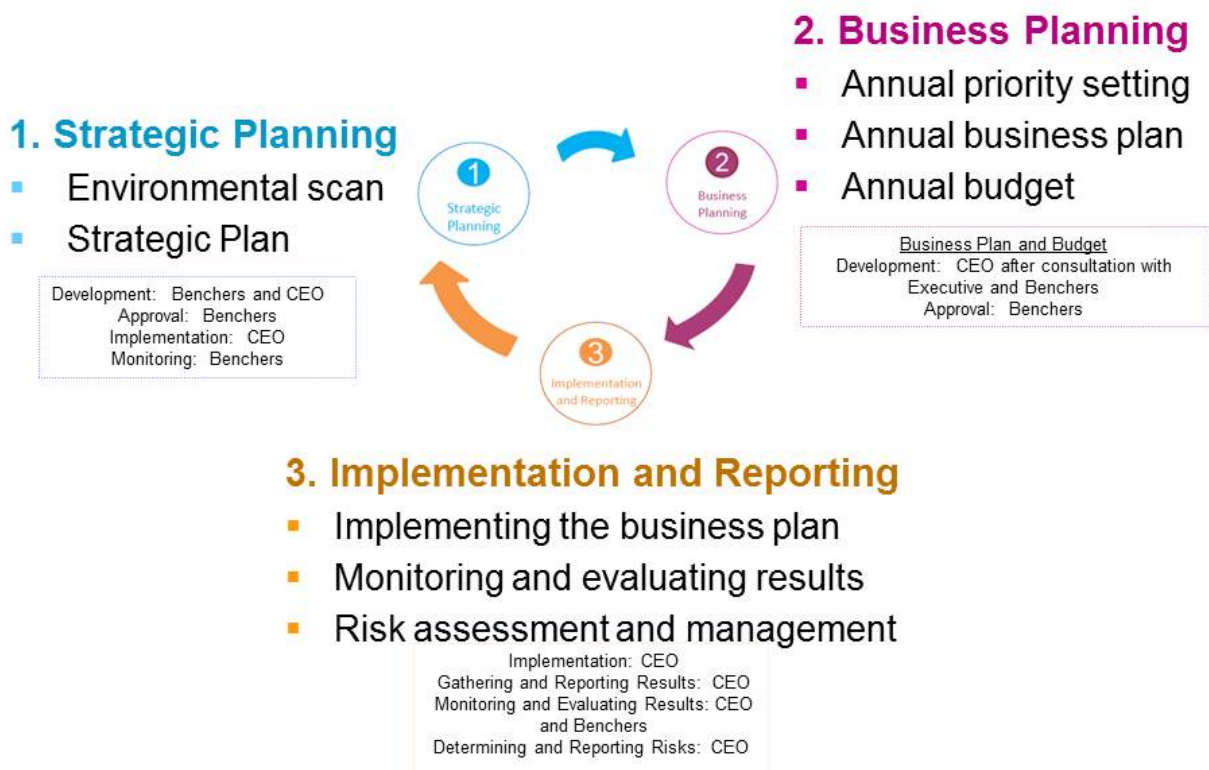 1. Strategic Planning
▪ Environmental scan
▪ Strategic Plan
Development: Benchers and CEO
Approval: Benchers
Implementation: CEO
Monitoring: Benchers
1
Strategic
Planning
2
Business
Planning
3
Implementation
and Reporting
2. Business Planning
▪ Annual priority setting
▪ Annual business plan
▪ Annual budget
Business Plan and Budget
Development: CEO after consultation with
Executive and Benchers
Approval: Benchers
3. Implementation and Reporting
▪ Implementing the business plan
▪ Monitoring and evaluating results
▪ Risk assessment and management
Implementation: CEO
Gathering and Reporting Results: CEO
Monitoring and Evaluating Results: CEO
and Benchers
Determining and Reporting Risks: CEO